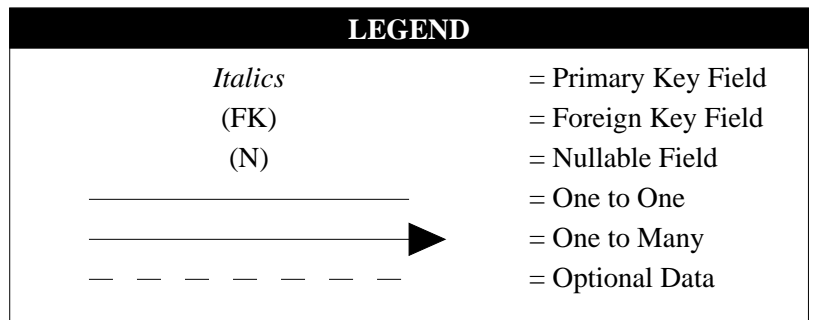 LEGEND
Italics = Primary Key Field
(FK) = Foreign Key Field
(N) = Nullable Field
= One to One
= One to Many
= Optional Data